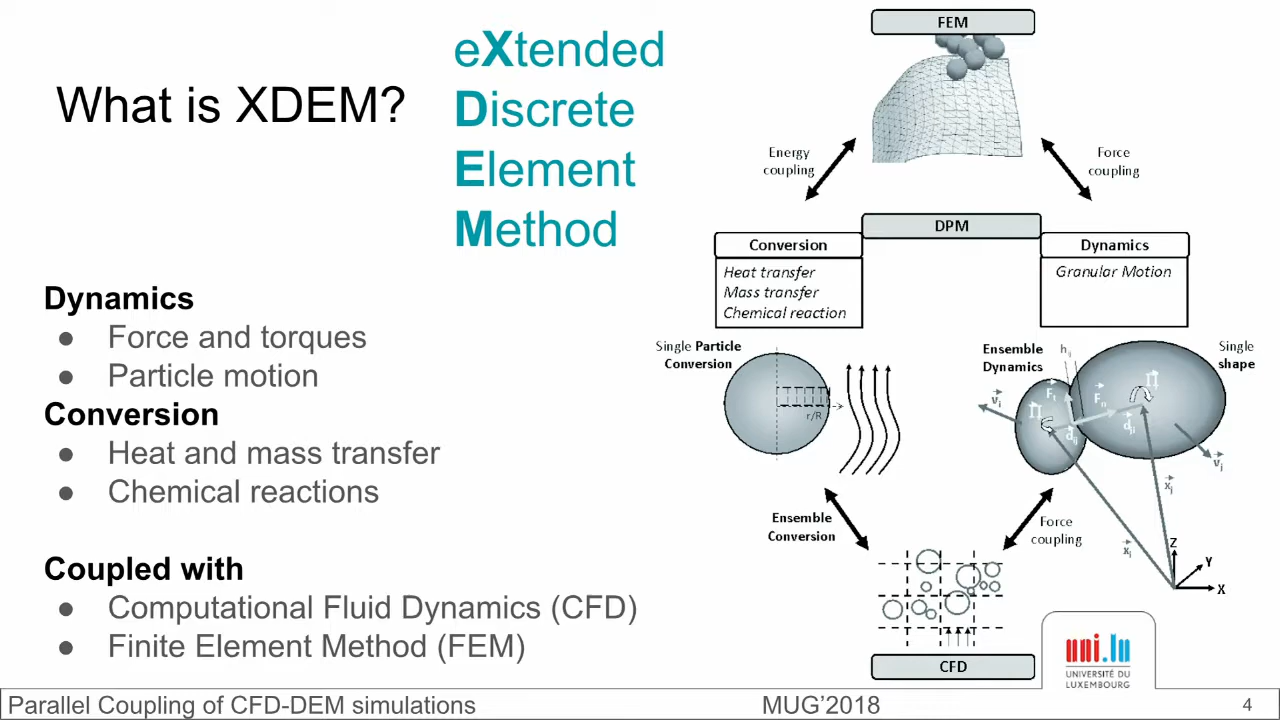 What is XDEM?
eXtended
Discrete
Element
Method
Dynamics
● Force and torques
● Particle motion
Conversion
● Heat and mass transfer
● Chemical reactions
Coupled with
● Computational Fluid Dynamics (CFD)
● Finite Element Method (FEM)
FEM
Energy
coupling
Force
coupling
DPM
Conversion
Heat transfer
Mass transfer
Chemical reaction
Dynamics
Granular Motion
Single Particle
Conversion
r/R
Ensemble
Dynamics
Single
shape
Ensemble
Conversion
Force
coupling
Z
Y
X
CFD
uni.lu
UNIVERSITÉ DU
LUXEMBOURG
Parallel Coupling of CFD-DEM simulations
MUG’2018
4